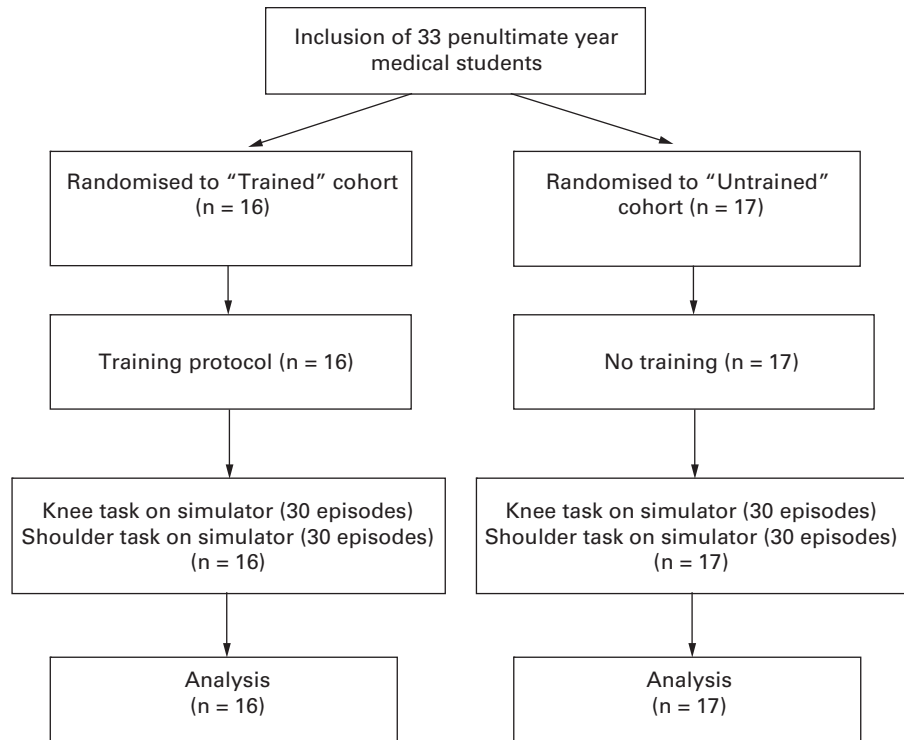 Inclusion of 33 penultimate year
medical students
Randomised to “Trained” cohort
(n = 16)
Randomised to “Untrained”
cohort (n = 17)
Training protocol (n = 16)
No training (n = 17)
Knee task on simulator (30 episodes)
Shoulder task on simulator (30 episodes)
(n = 16)
Knee task on simulator (30 episodes)
Shoulder task on simulator (30 episodes)
(n = 17)
Analysis
(n = 16)
Analysis
(n = 17)